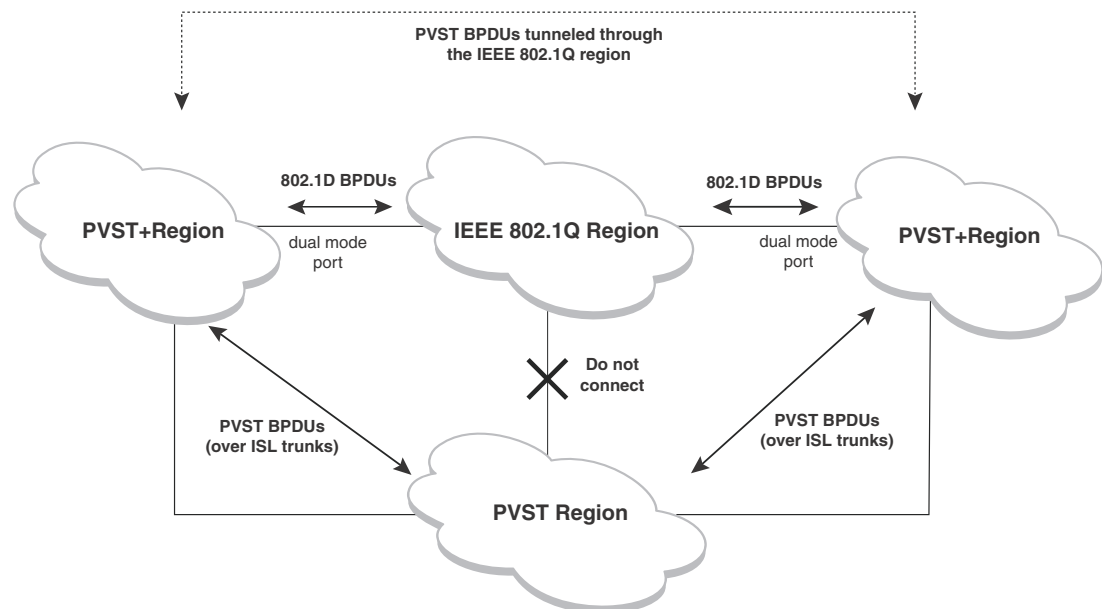 PVST BPDUs tunneled through
the IEEE 802.1Q region
802.1D BPDUs
802.1D BPDUs
PVST+Region
IEEE 802.1Q Region
PVST+Region
dual mode
port
dual mode
port
Do not
connect
PVST BPDUs
(over ISL trunks)
PVST BPDUs
(over ISL trunks)
PVST Region